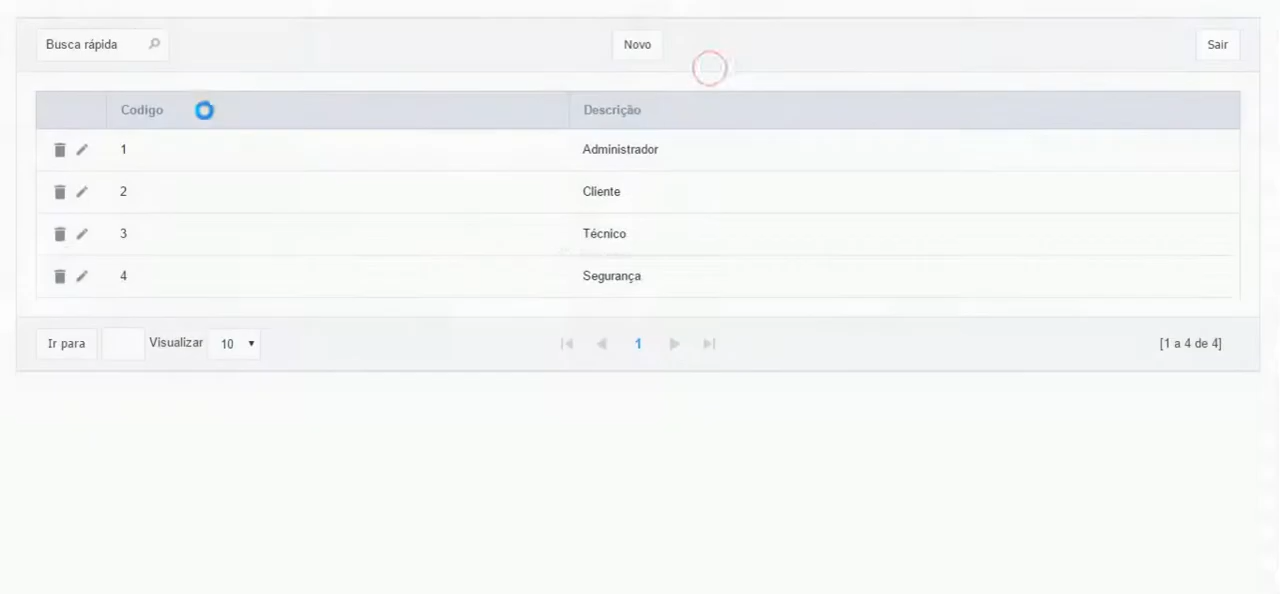 Busca rápida Novo Sair
Codigo Descrição
1 Administrador
2 Cliente
3 Técnico
4 Segurança
Ir para Visualizar 10 1 [1 a 4 de 4]